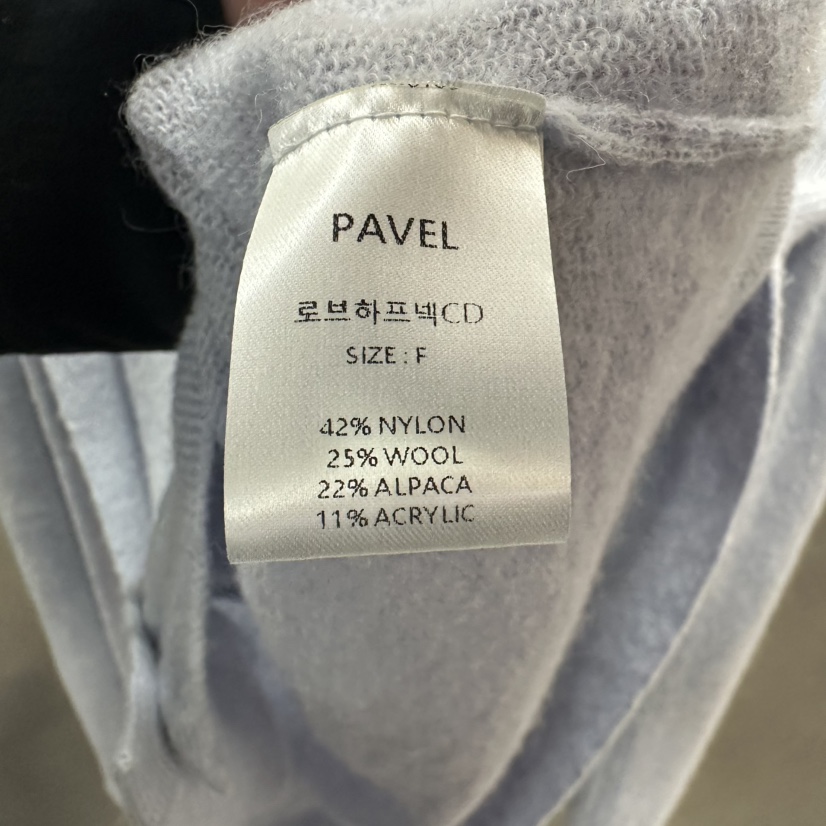 PAVEL
로브하프넥CD
SIZE : F
42% NYLON
25% WOOL
22% ALPACA
11% ACRYLIC